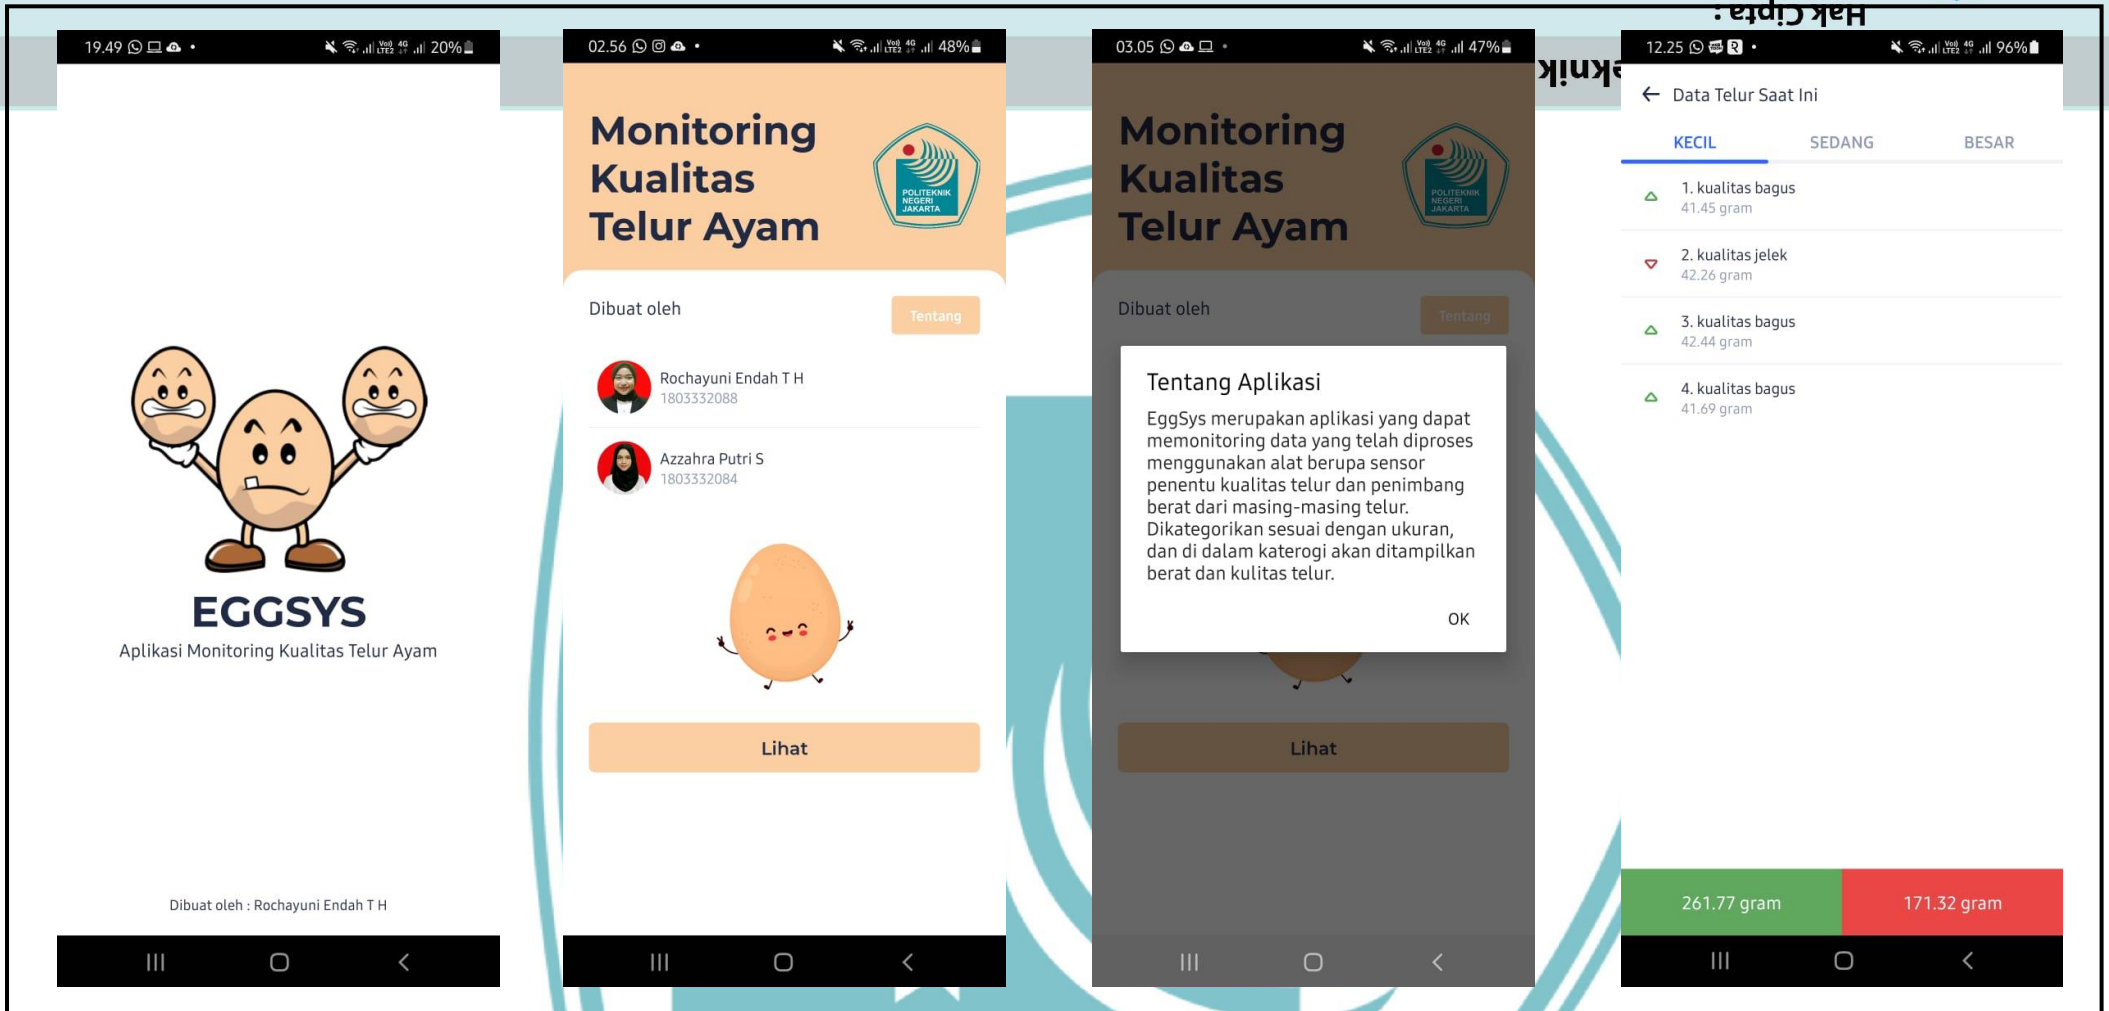 Hak Cipta :
eknik
19.49
20%
EGGSYS
Aplikasi Monitoring Kualitas Telur Ayam
Dibuat oleh : Rochayuni Endah T H
02.56
48%
Monitoring
Kualitas
Telur Ayam
POLITEKNIK
NEGERI
JAKARTA
Dibuat oleh
Tentang
Rochayuni Endah T H
1803332088
Azzahra Putri S
1803332084
Lihat
03.05
47%
Monitoring
Kualitas
Telur Ayam
POLITEKNIK
NEGERI
JAKARTA
Dibuat oleh
Tentang
Tentang Aplikasi
EggSys merupakan aplikasi yang dapat
memonitoring data yang telah diproses
menggunakan alat berupa sensor
penentu kualitas telur dan penimbang
berat dari masing-masing telur.
Dikategorikan sesuai dengan ukuran,
dan di dalam katerogi akan ditampilkan
berat dan kulitas telur.
OK
Lihat
12.25
96%
Data Telur Saat Ini
KECIL SEDANG BESAR
1. kualitas bagus
41.45 gram
2. kualitas jelek
42.26 gram
3. kualitas bagus
42.44 gram
4. kualitas bagus
41.69 gram
261.77 gram 171.32 gram